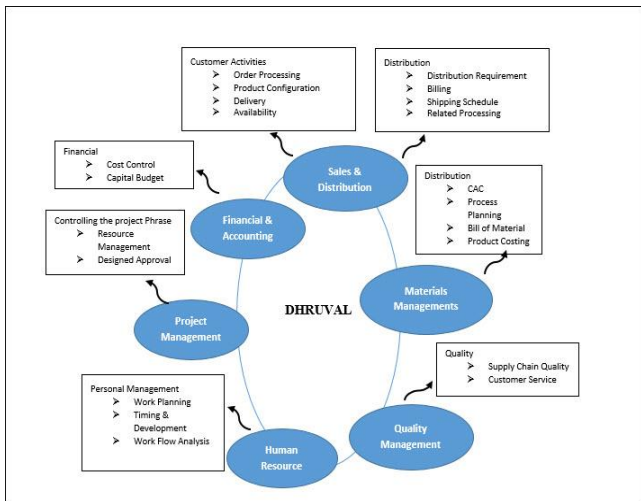 Customer Activities
Order Processing
Product Configuration
Delivery
Availability
Distribution
Distribution Requirement
Billing
Shipping Schedule
Related Processing
Financial
Cost Control
Capital Budget
Sales &
Distribution
Distribution
CAC
Process
Planning
Bill of Material
Product Costing
Financial &
Accounting
Controlling the project Phrase
Resource
Management
Designed Approval
Materials
Managements
DHRUVAL
Project
Management
Quality
Supply Chain Quality
Customer Service
Personal Management
Work Planning
Timing &
Development
Work Flow Analysis
Quality
Management
Human
Resource